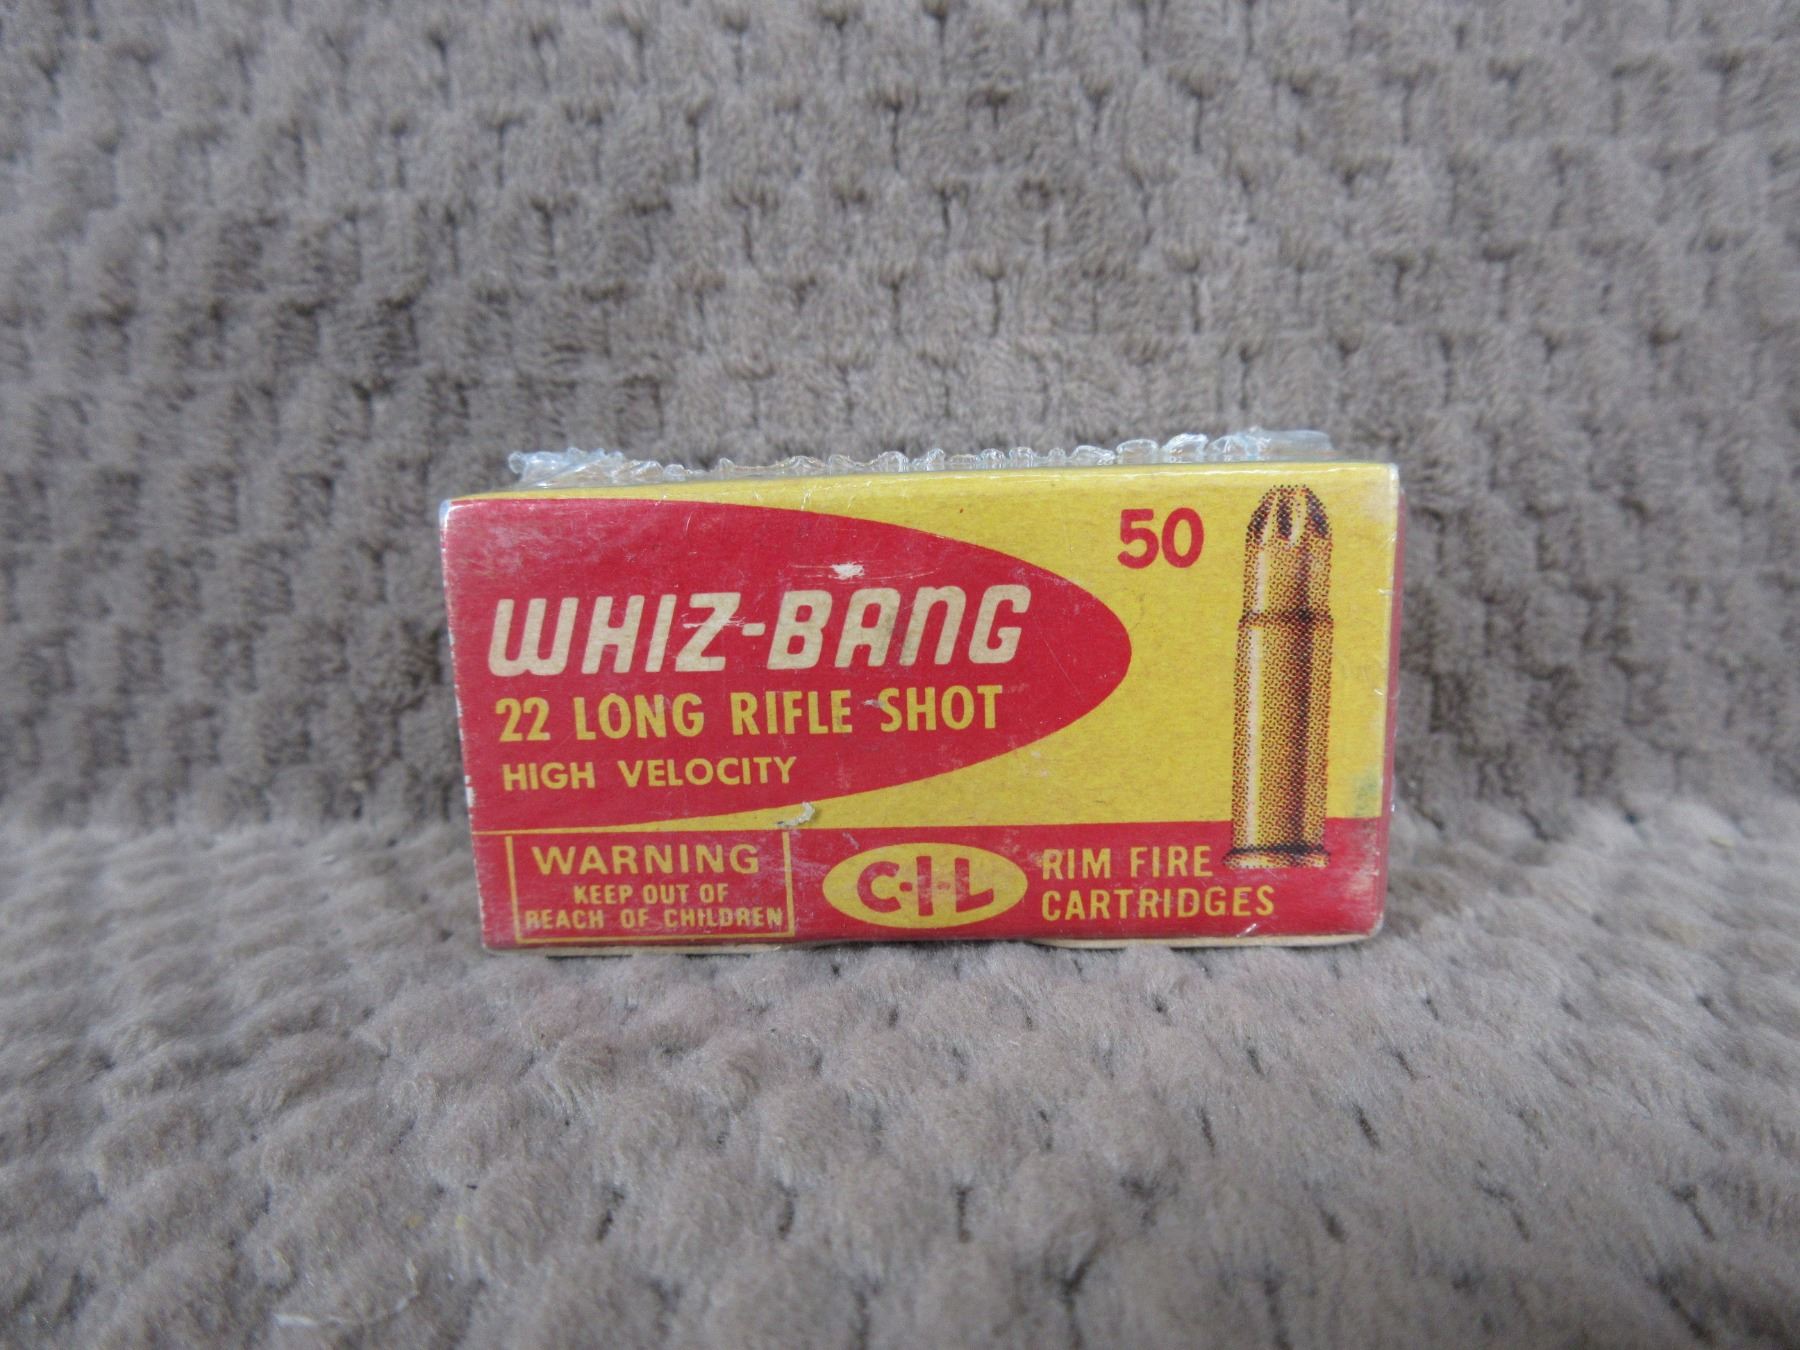 50
WHIZ-BANG
22 LONG RIFLE SHOT
HIGH VELOCITY
WARNING
KEEP OUT OF
REACH OF CHILDREN
C-I-L
RIM FIRE
CARTRIDGES